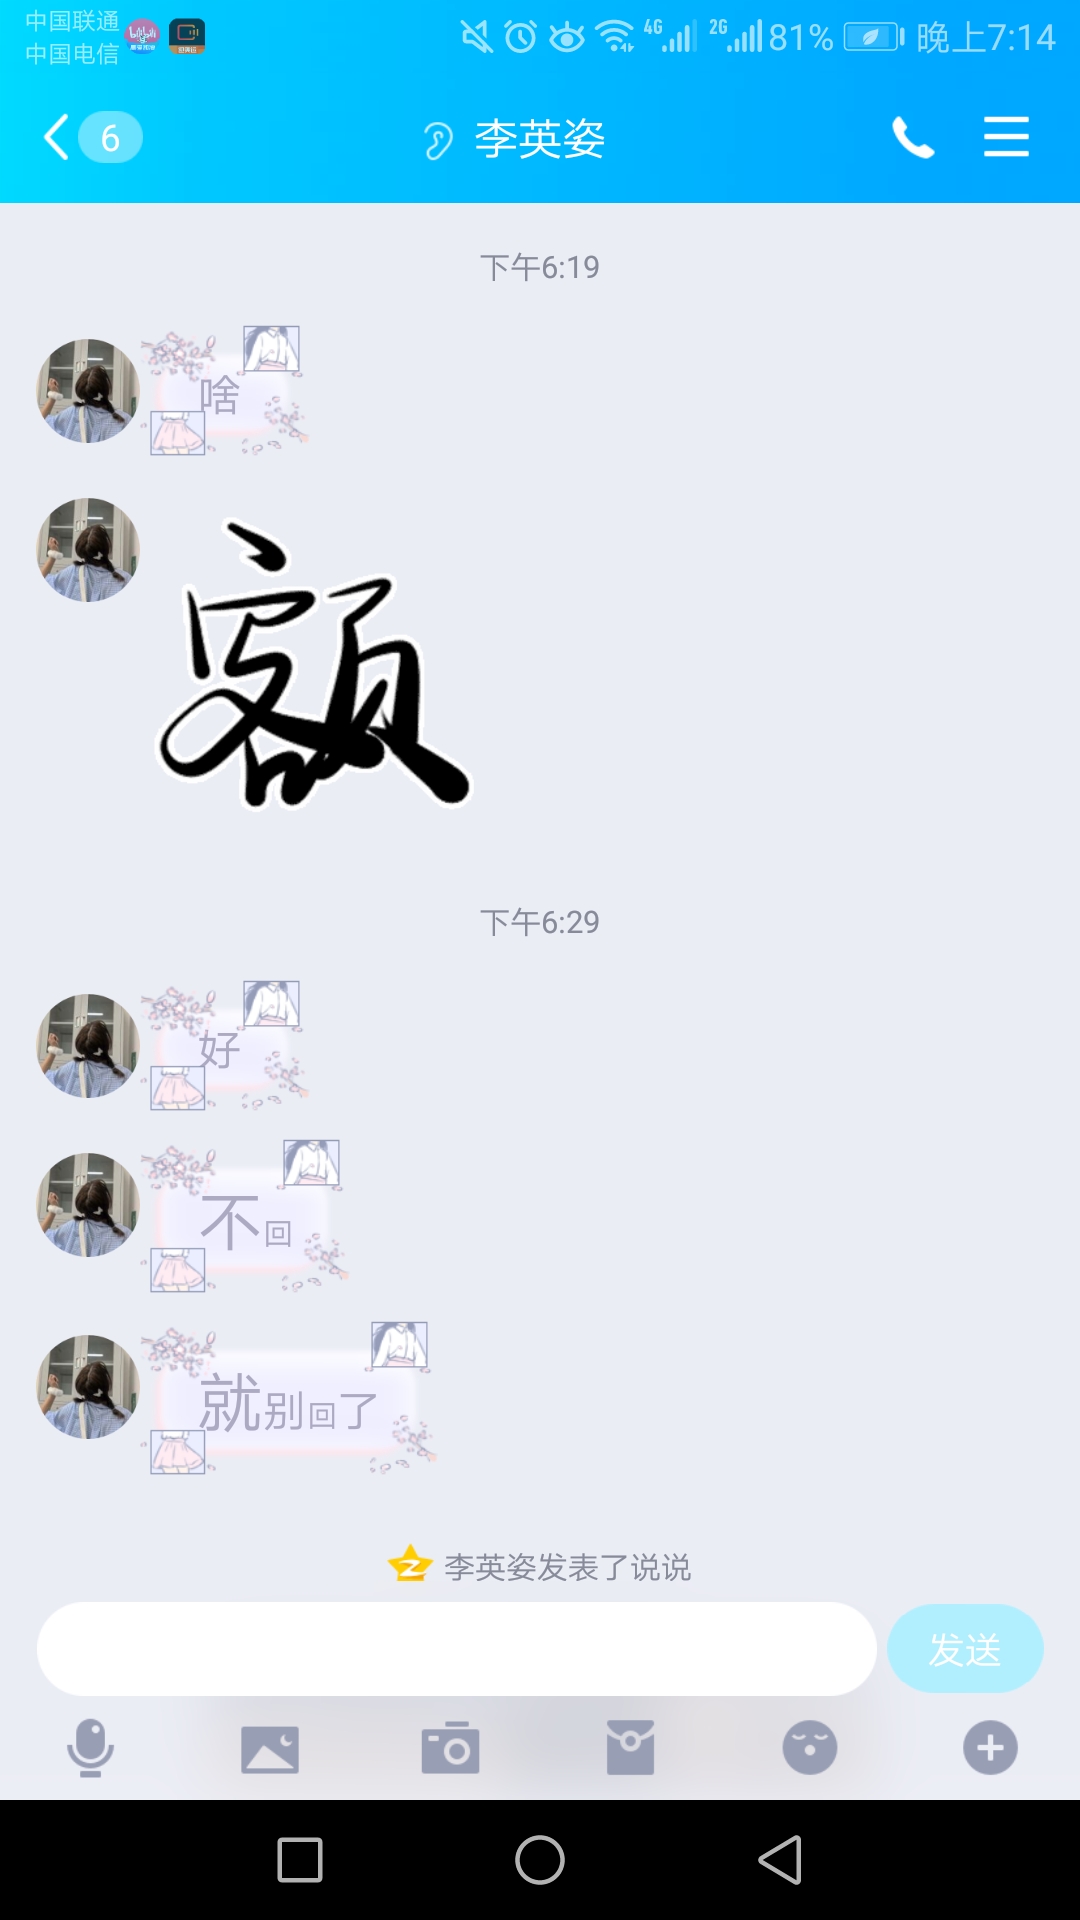 中国联通
中国电信
4G
2G
81%
晚上7:14
6
李英姿
下午6:19
啥
额
下午6:29
好
不回
就别回了
李英姿发表了说说
发送